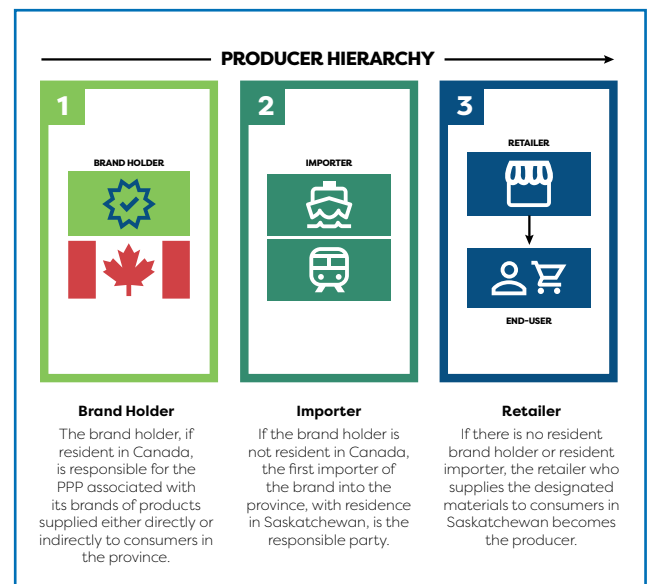 PRODUCER HIERARCHY
1
BRAND HOLDER
Brand Holder
The brand holder, if
resident in Canada,
is responsible for the
PPP associated with
its brands of products
supplied either directly or
indirectly to consumers in
the province.
2
IMPORTER
Importer
If the brand holder is
not resident in Canada,
the first importer of
the brand into the
province, with residence
in Saskatchewan, is the
responsible party.
3
RETAILER
END-USER
Retailer
If there is no resident
brand holder or resident
importer, the retailer who
supplies the designated
materials to consumers in
Saskatchewan becomes
the producer.